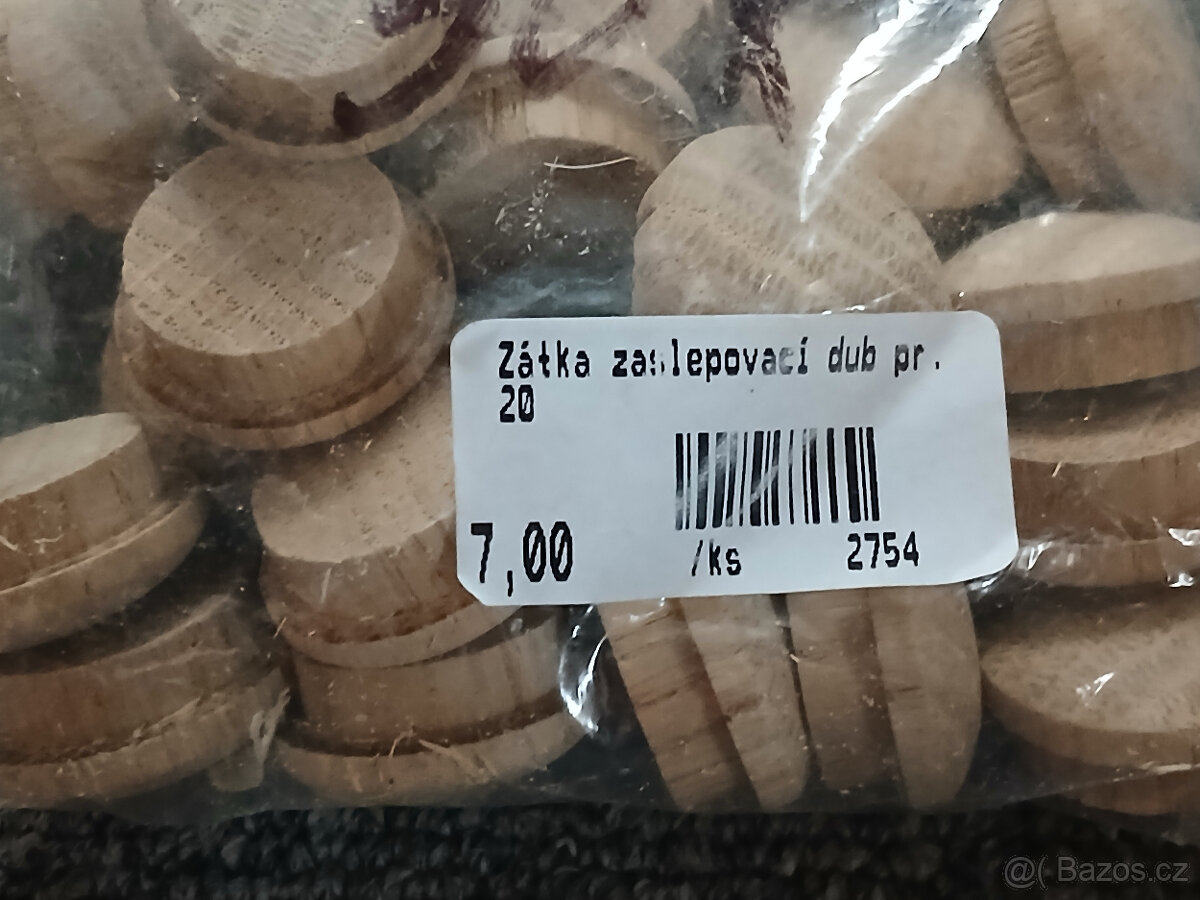 Zátka zaslepovací dub pr.
20
7,00 /ks 2754
@( Bazos.cz